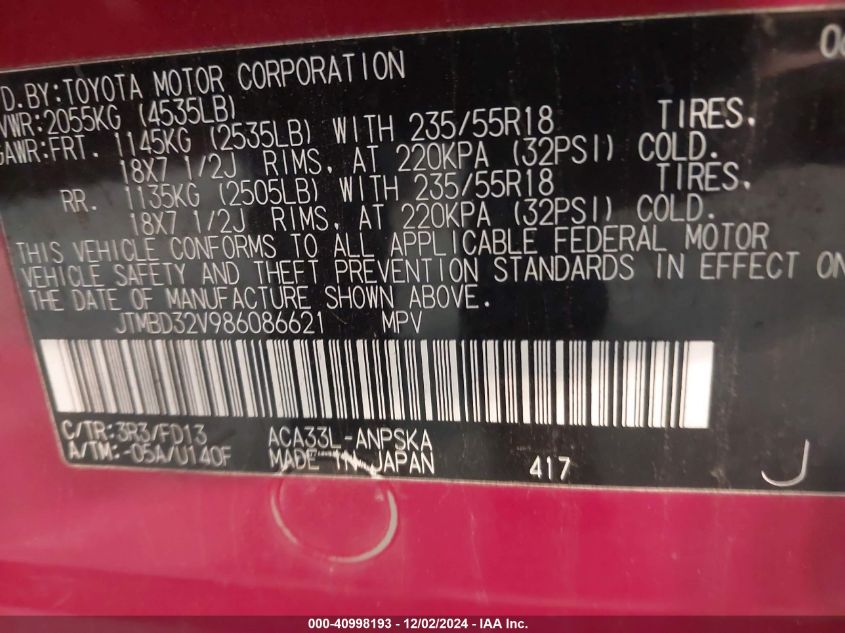 D.BY:TOYOTA MOTOR CORPORATION
VWR:2055KG (4535LB)
GAWR:FRT. 1145KG (2535LB) WITH 235/55R18 TIRES.
18X7 1/2J RIMS, AT 220KPA (32PSI) COLD.
RR. 1135KG (2505LB) WITH 235/55R18 TIRES.
18X7 1/2J RIMS, AT 220KPA (32PSI) COLD.
THIS VEHICLE CONFORMS TO ALL APPLICABLE FEDERAL MOTOR
VEHICLE SAFETY AND THEFT PREVENTION STANDARDS IN EFFECT ON
THE DATE OF MANUFACTURE SHOWN ABOVE.
JTMBD32V986086621 MPV
C/TR:3R3/FD13 ACA33L-ANPSKA
A/TM:-05A/U140F MADE IN JAPAN 417 J
000-40998193 - 12/02/2024 - IAA Inc.